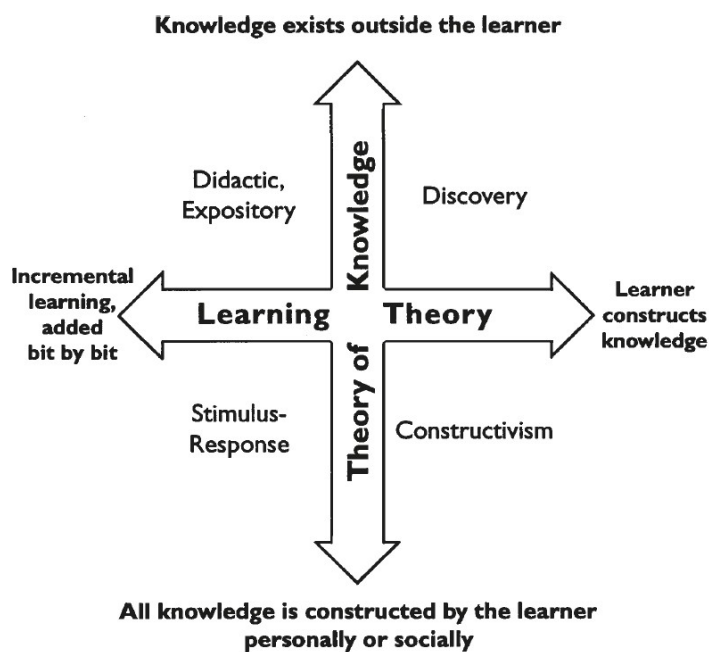 Knowledge exists outside the learner
Didactic,
Expository
Discovery
Incremental
learning,
added
bit by bit
Learning Theory
Theory of Knowledge
Learner
constructs
knowledge
Stimulus-
Response
Constructivism
All knowledge is constructed by the learner
personally or socially